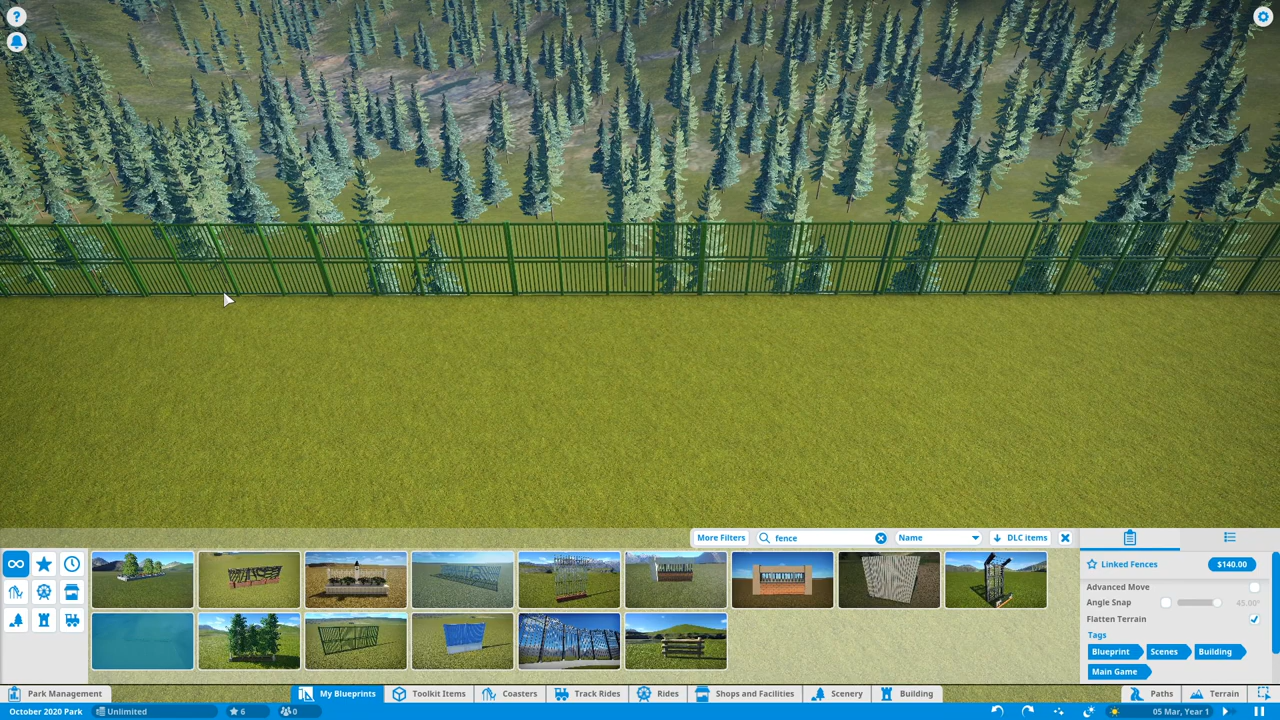 ?
More Filters fence Name DLC items
Linked Fences $140.00
Advanced Move
Angle Snap 45.00°
Flatten Terrain
Tags
Blueprint Scenes Building
Main Game
Park Management My Blueprints Toolkit Items Coasters Track Rides Rides Shops and Facilities Scenery Building Paths Terrain
October 2020 Park Unlimited 6 0 05 Mar, Year 1